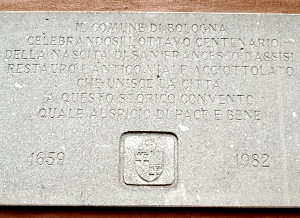 IL COMUNE DI BOLOGNA
CELEBRANDOSI L'OTTAVO CENTENARIO
DELLA NASCITA DI SAN FRANCESCO D'ASSISI
RESTAURÒ L'ANTICO VIALE ACCIOTTOLATO
CHE UNISCE LA CITTÀ
A QUESTO STORICO CONVENTO
QUALE AUSPICIO DI PACE E BENE
1659 1982